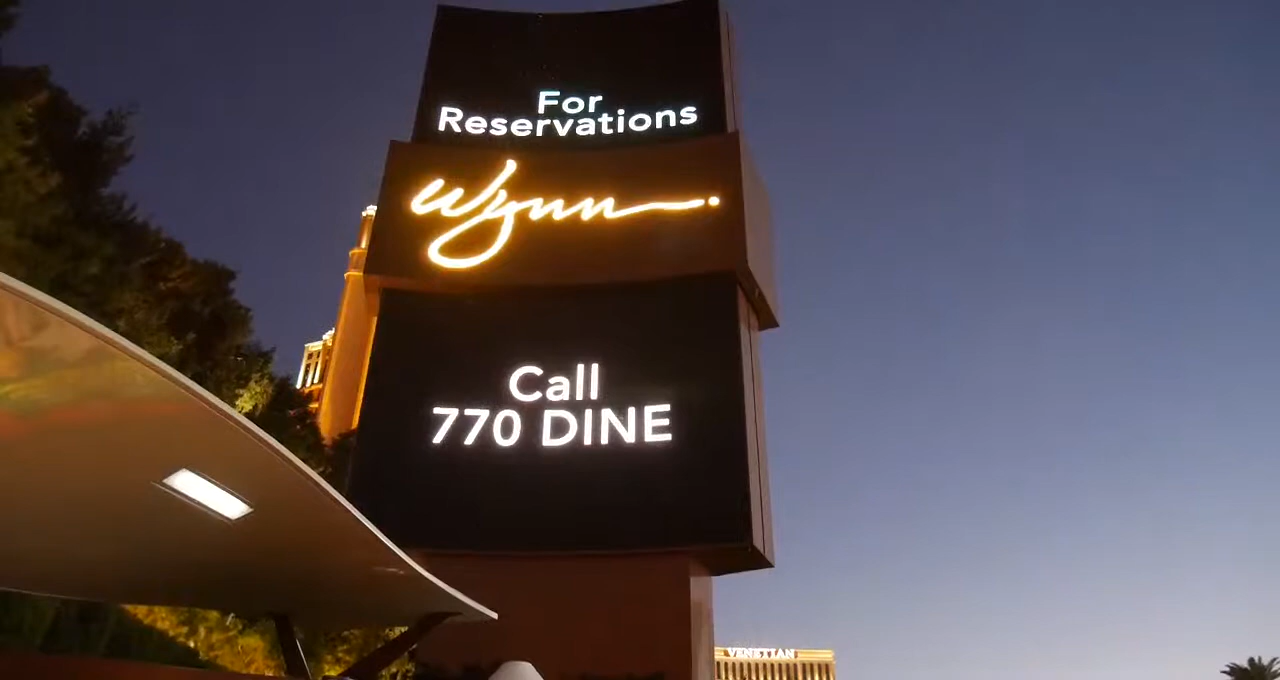 For
Reservations
Wynn.
Call
770 DINE
VENETIAN